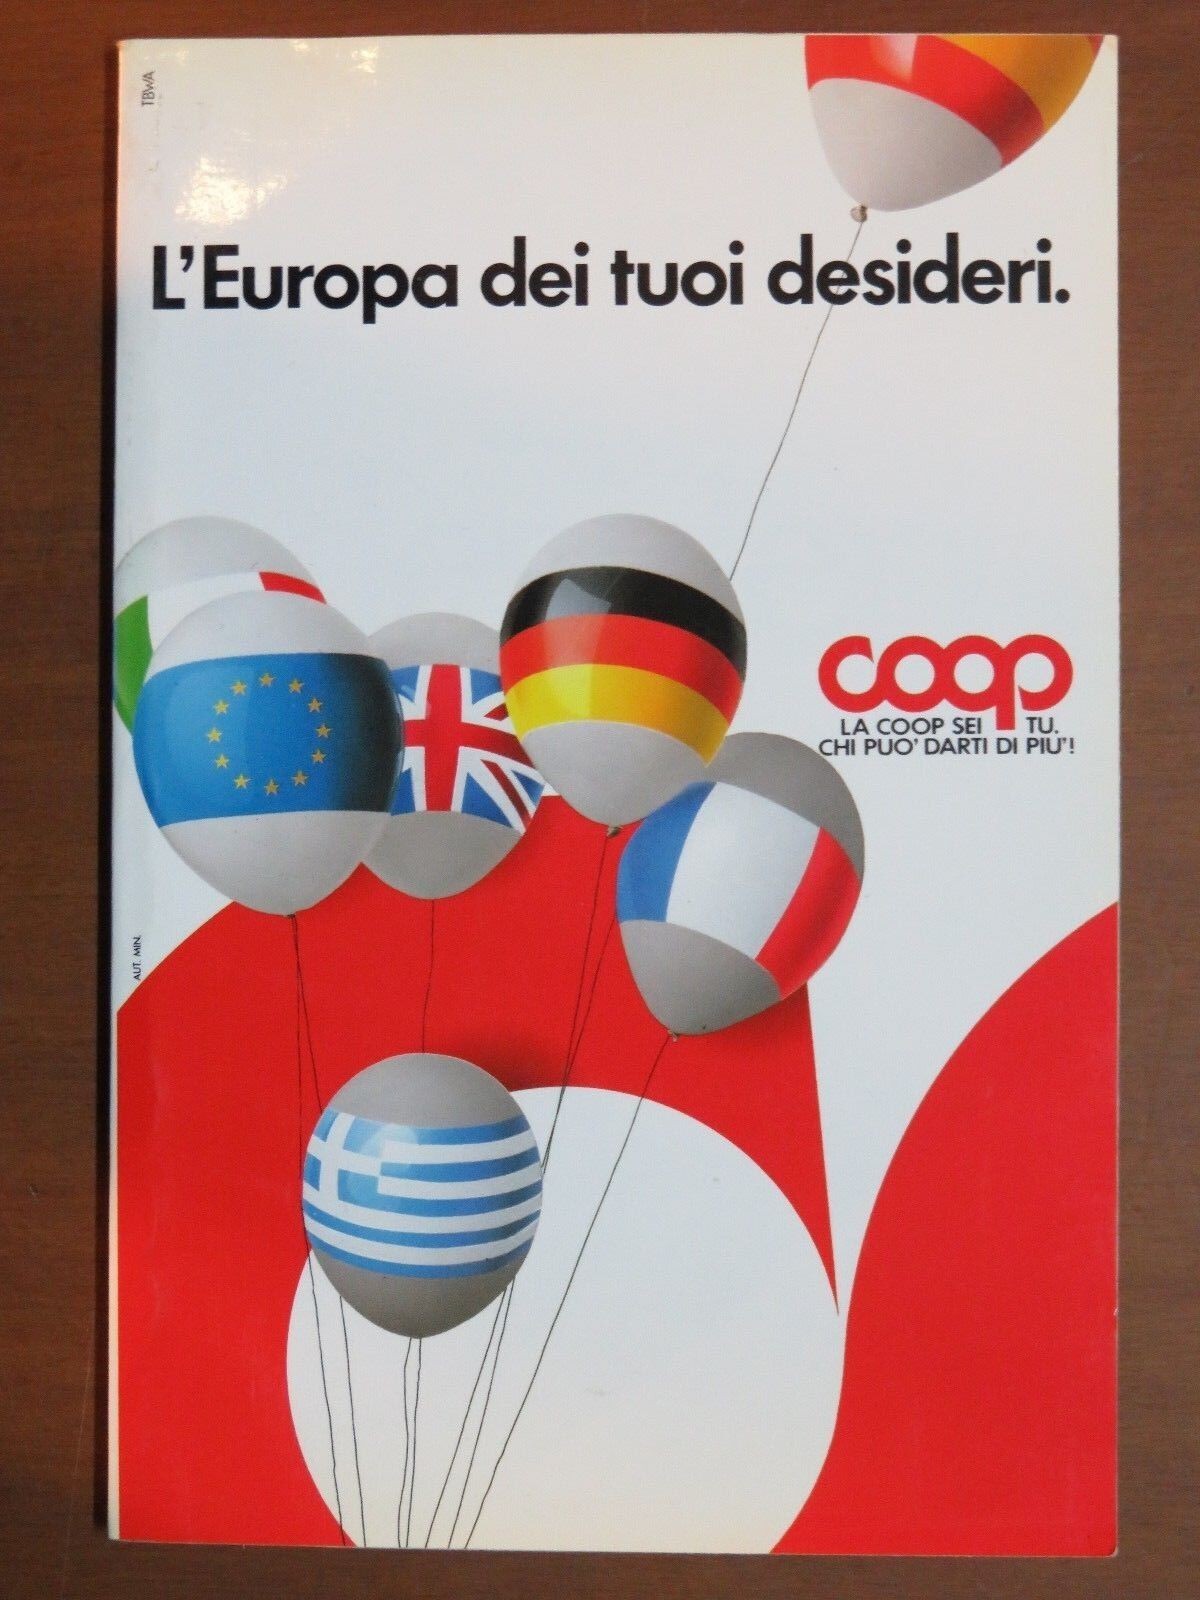 TBWA
L'Europa dei tuoi desideri.
coop
LA COOP SEI TU.
CHI PUO' DARTI DI PIU'!
AUT. MIN.